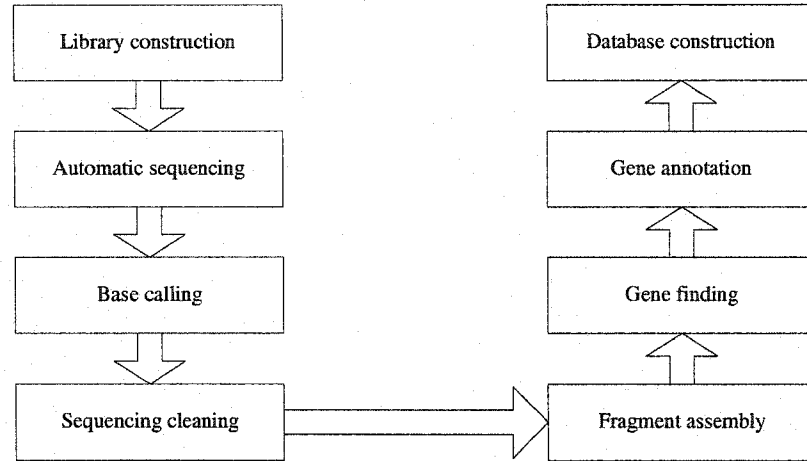 Library construction
Automatic sequencing
Base calling
Sequencing cleaning
Fragment assembly
Gene finding
Gene annotation
Database construction